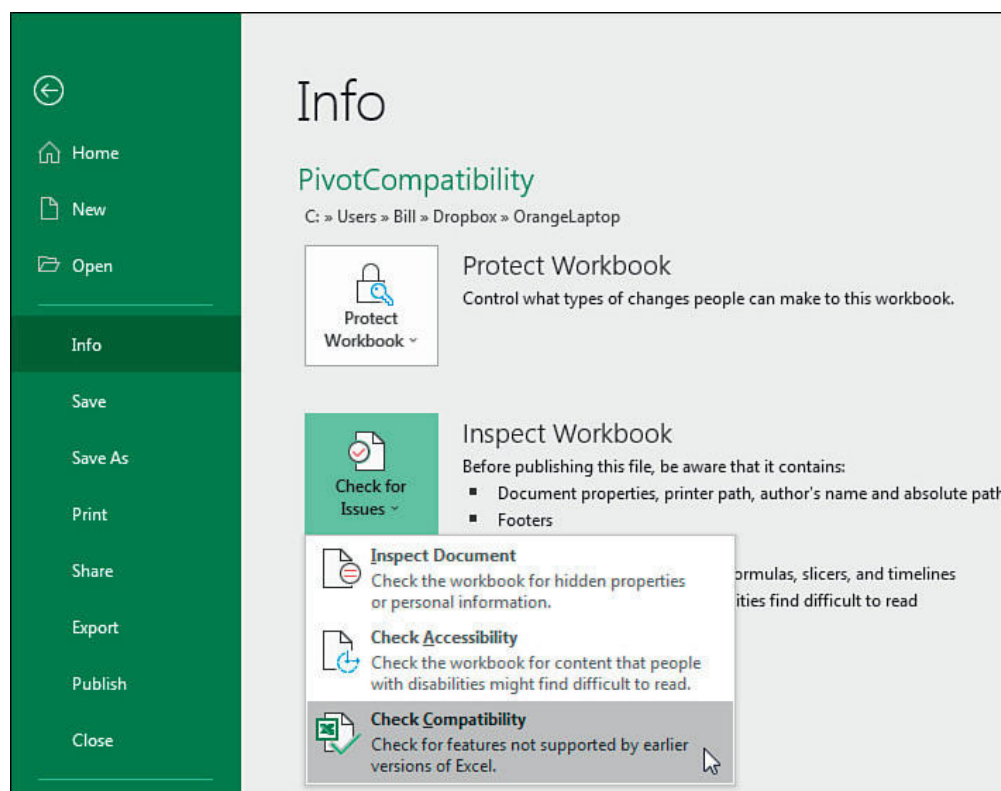 Info
Home
New
Open
Info
Save
Save As
Print
Share
Export
Publish
Close
PivotCompatibility
C: » Users » Bill » Dropbox » OrangeLaptop
Protect
Workbook
Protect Workbook
Control what types of changes people can make to this workbook.
Check for
Issues
Inspect Workbook
Before publishing this file, be aware that it contains:
▪ Document properties, printer path, author's name and absolute path
▪ Footers
ormulas, slicers, and timelines
ities find difficult to read
Inspect Document
Check the workbook for hidden properties
or personal information.
Check Accessibility
Check the workbook for content that people
with disabilities might find difficult to read.
Check Compatibility
Check for features not supported by earlier
versions of Excel.